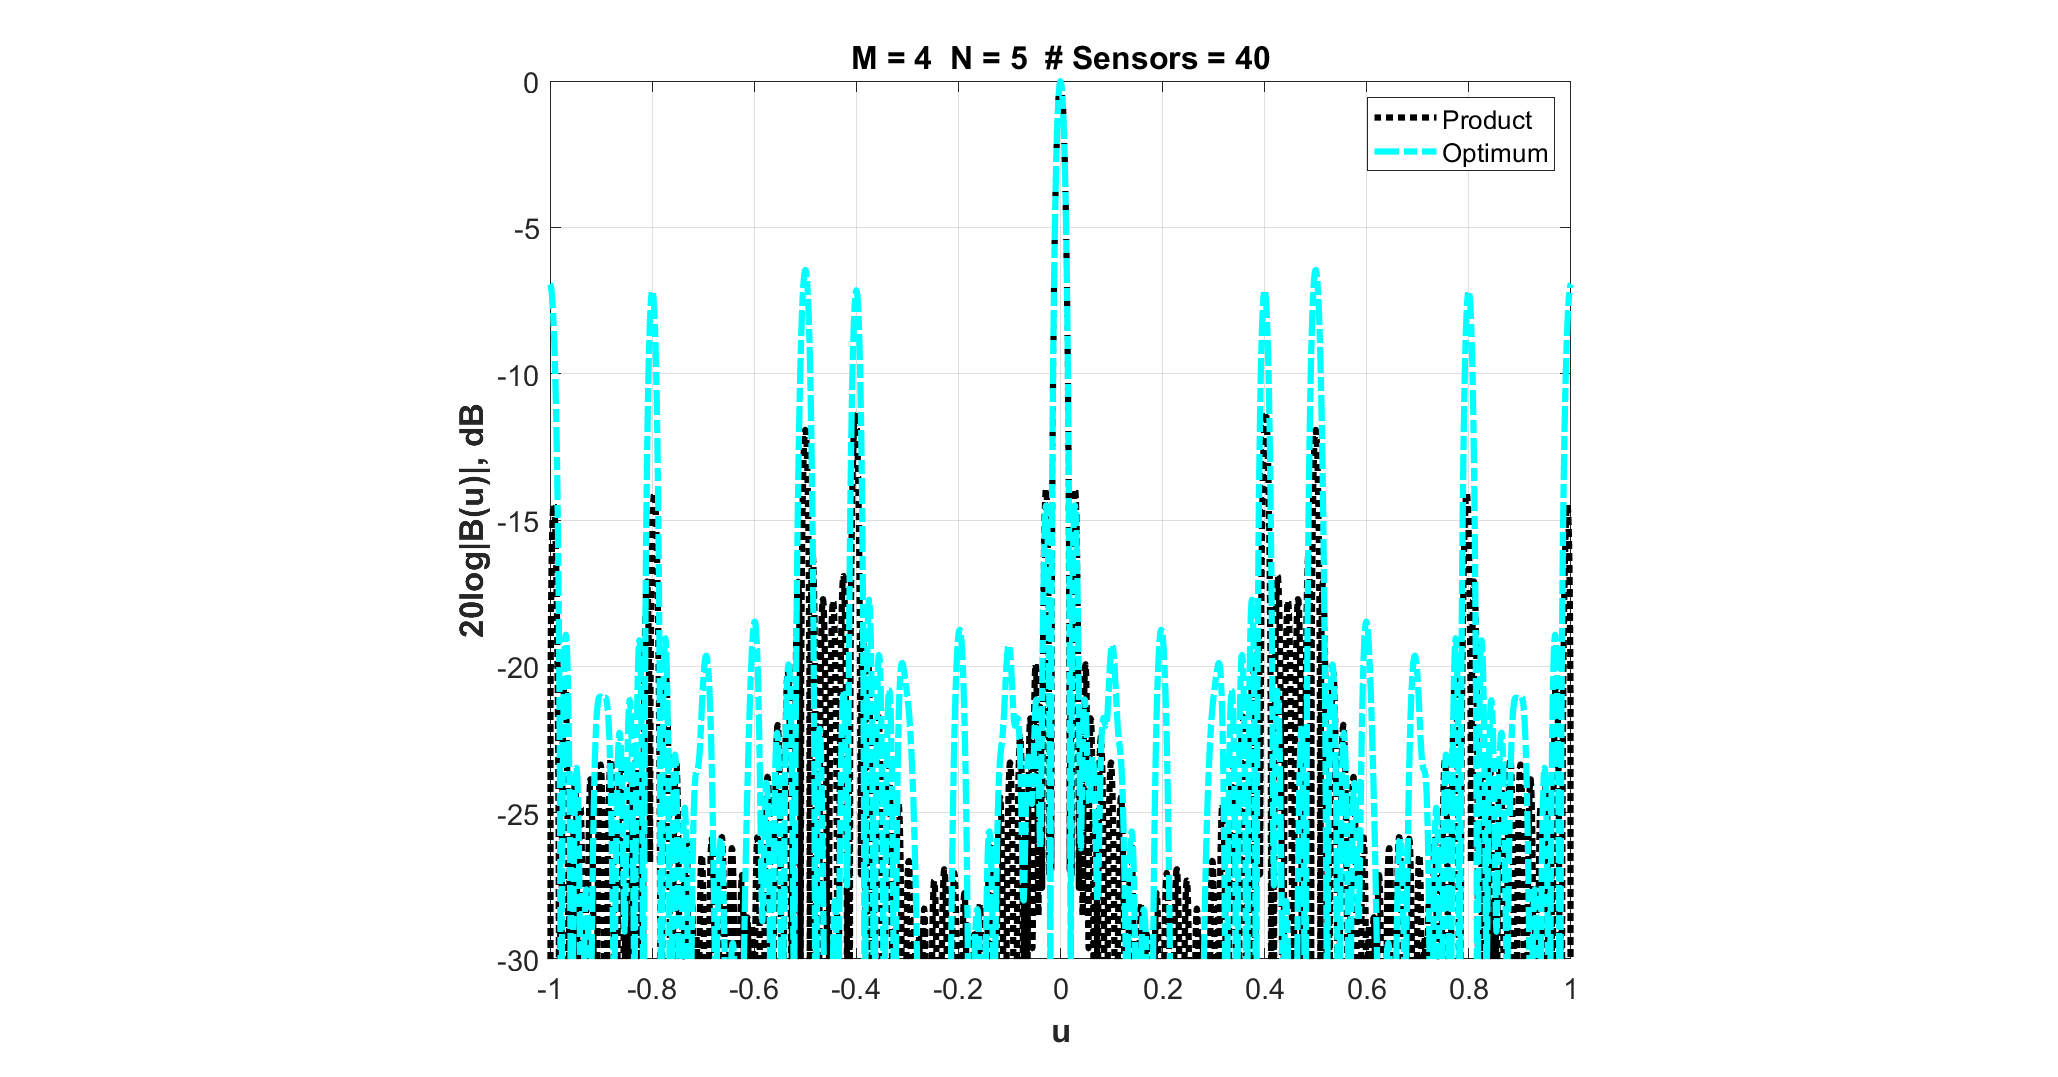 M = 4 N = 5 # Sensors = 40
Product
Optimum
20log|B(u)|, dB
0
-5
-10
-15
-20
-25
-30
-1 -0.8 -0.6 -0.4 -0.2 0 0.2 0.4 0.6 0.8 1
u